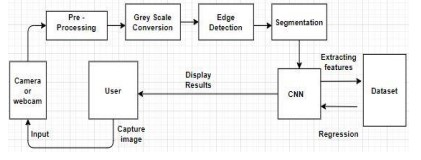 Pre -
Processing
Grey Scale
Conversion
Edge
Detection
Segmentation
Extracting
features
Display
Results
Camera
or
webcam
User
CNN
Dataset
Input
Capture
image
Regression